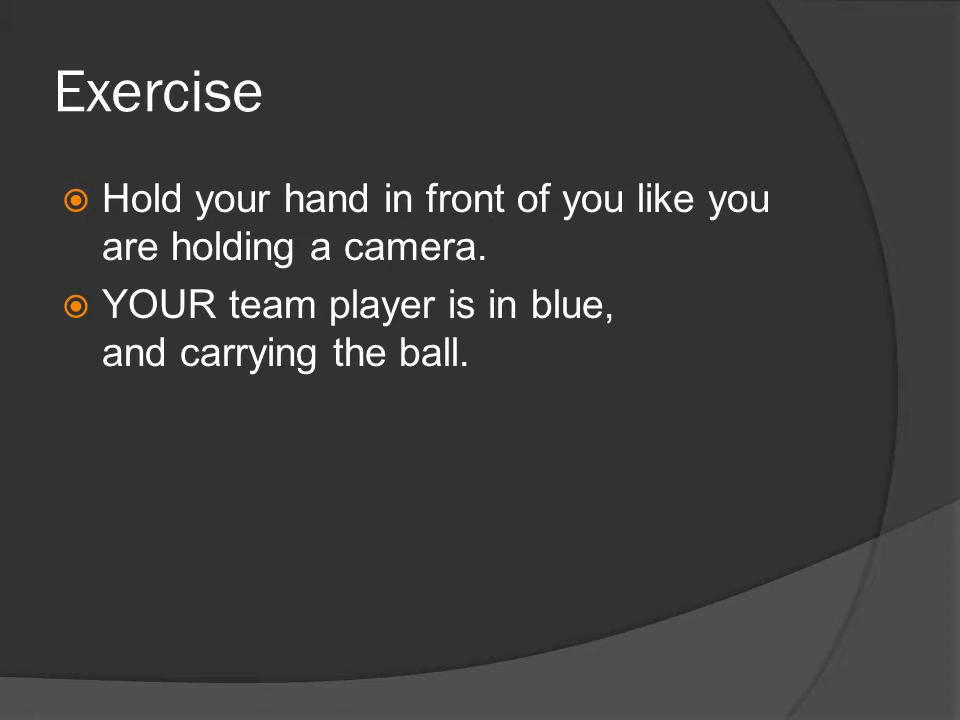 Exercise
Hold your hand in front of you like you
are holding a camera.
YOUR team player is in blue,
and carrying the ball.